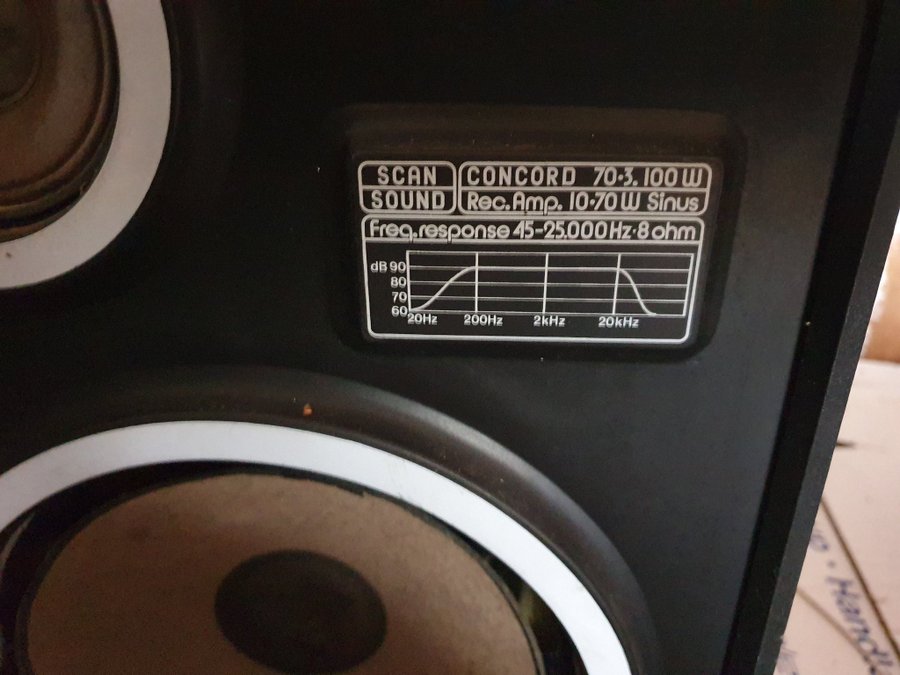 SCAN
SOUND
CONCORD 70·3. 100 W
Rec. Amp. 10-70 W Sinus
Freq. response 45-25.000 Hz·8 ohm
dB 90
80
70
60
20Hz 200Hz 2kHz 20kHz